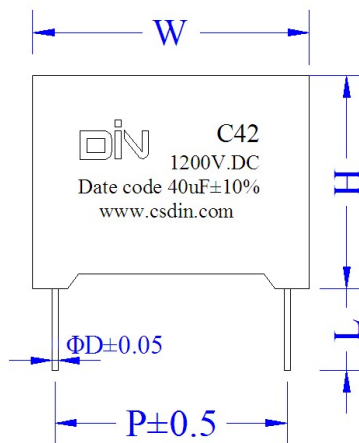 W
DIN C42
1200V.DC
Date code 40uF±10%
www.csdin.com
H
ΦD±0.05
L
P±0.5